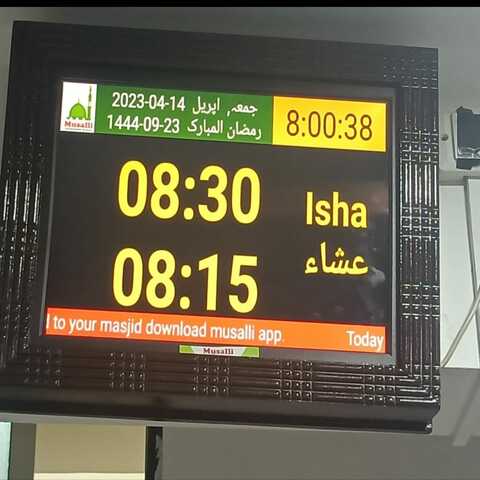 Musalli
2023-04-14 جمعہ, اپریل
1444-09-23 رمضان المبارک
8:00:38
08:30 Isha
08:15 عشاء
to your masjid download musalli app. Today
Musalli